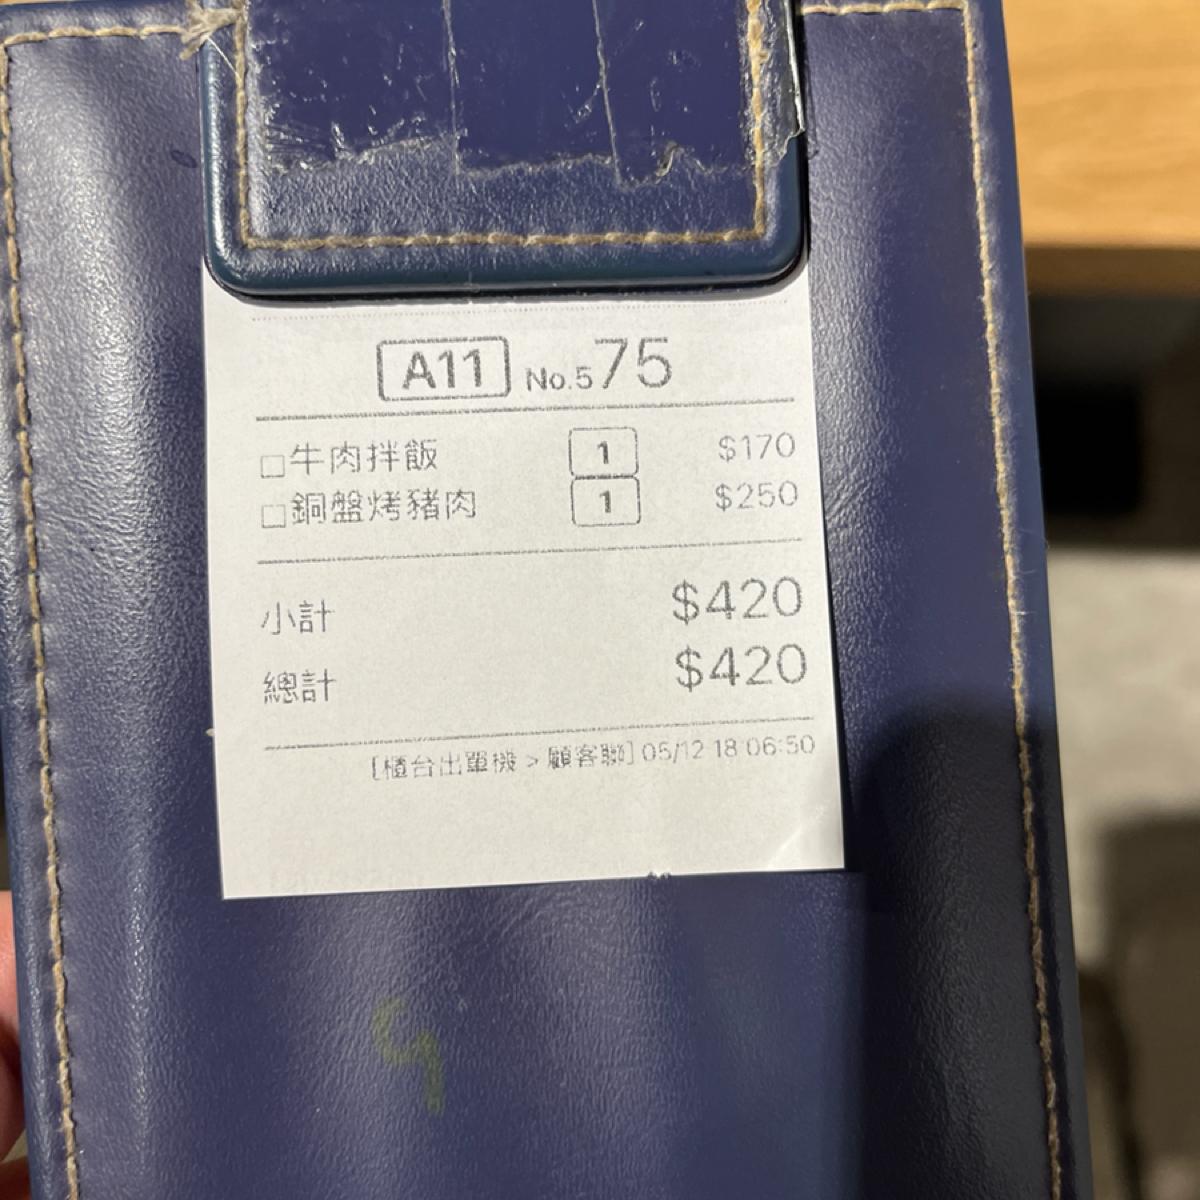 A11 No.575
□牛肉拌飯 1 $170
□銅盤烤豬肉 1 $250
小計 $420
總計 $420
[櫃台出單機 > 顧客聯] 05/12 18:06:50